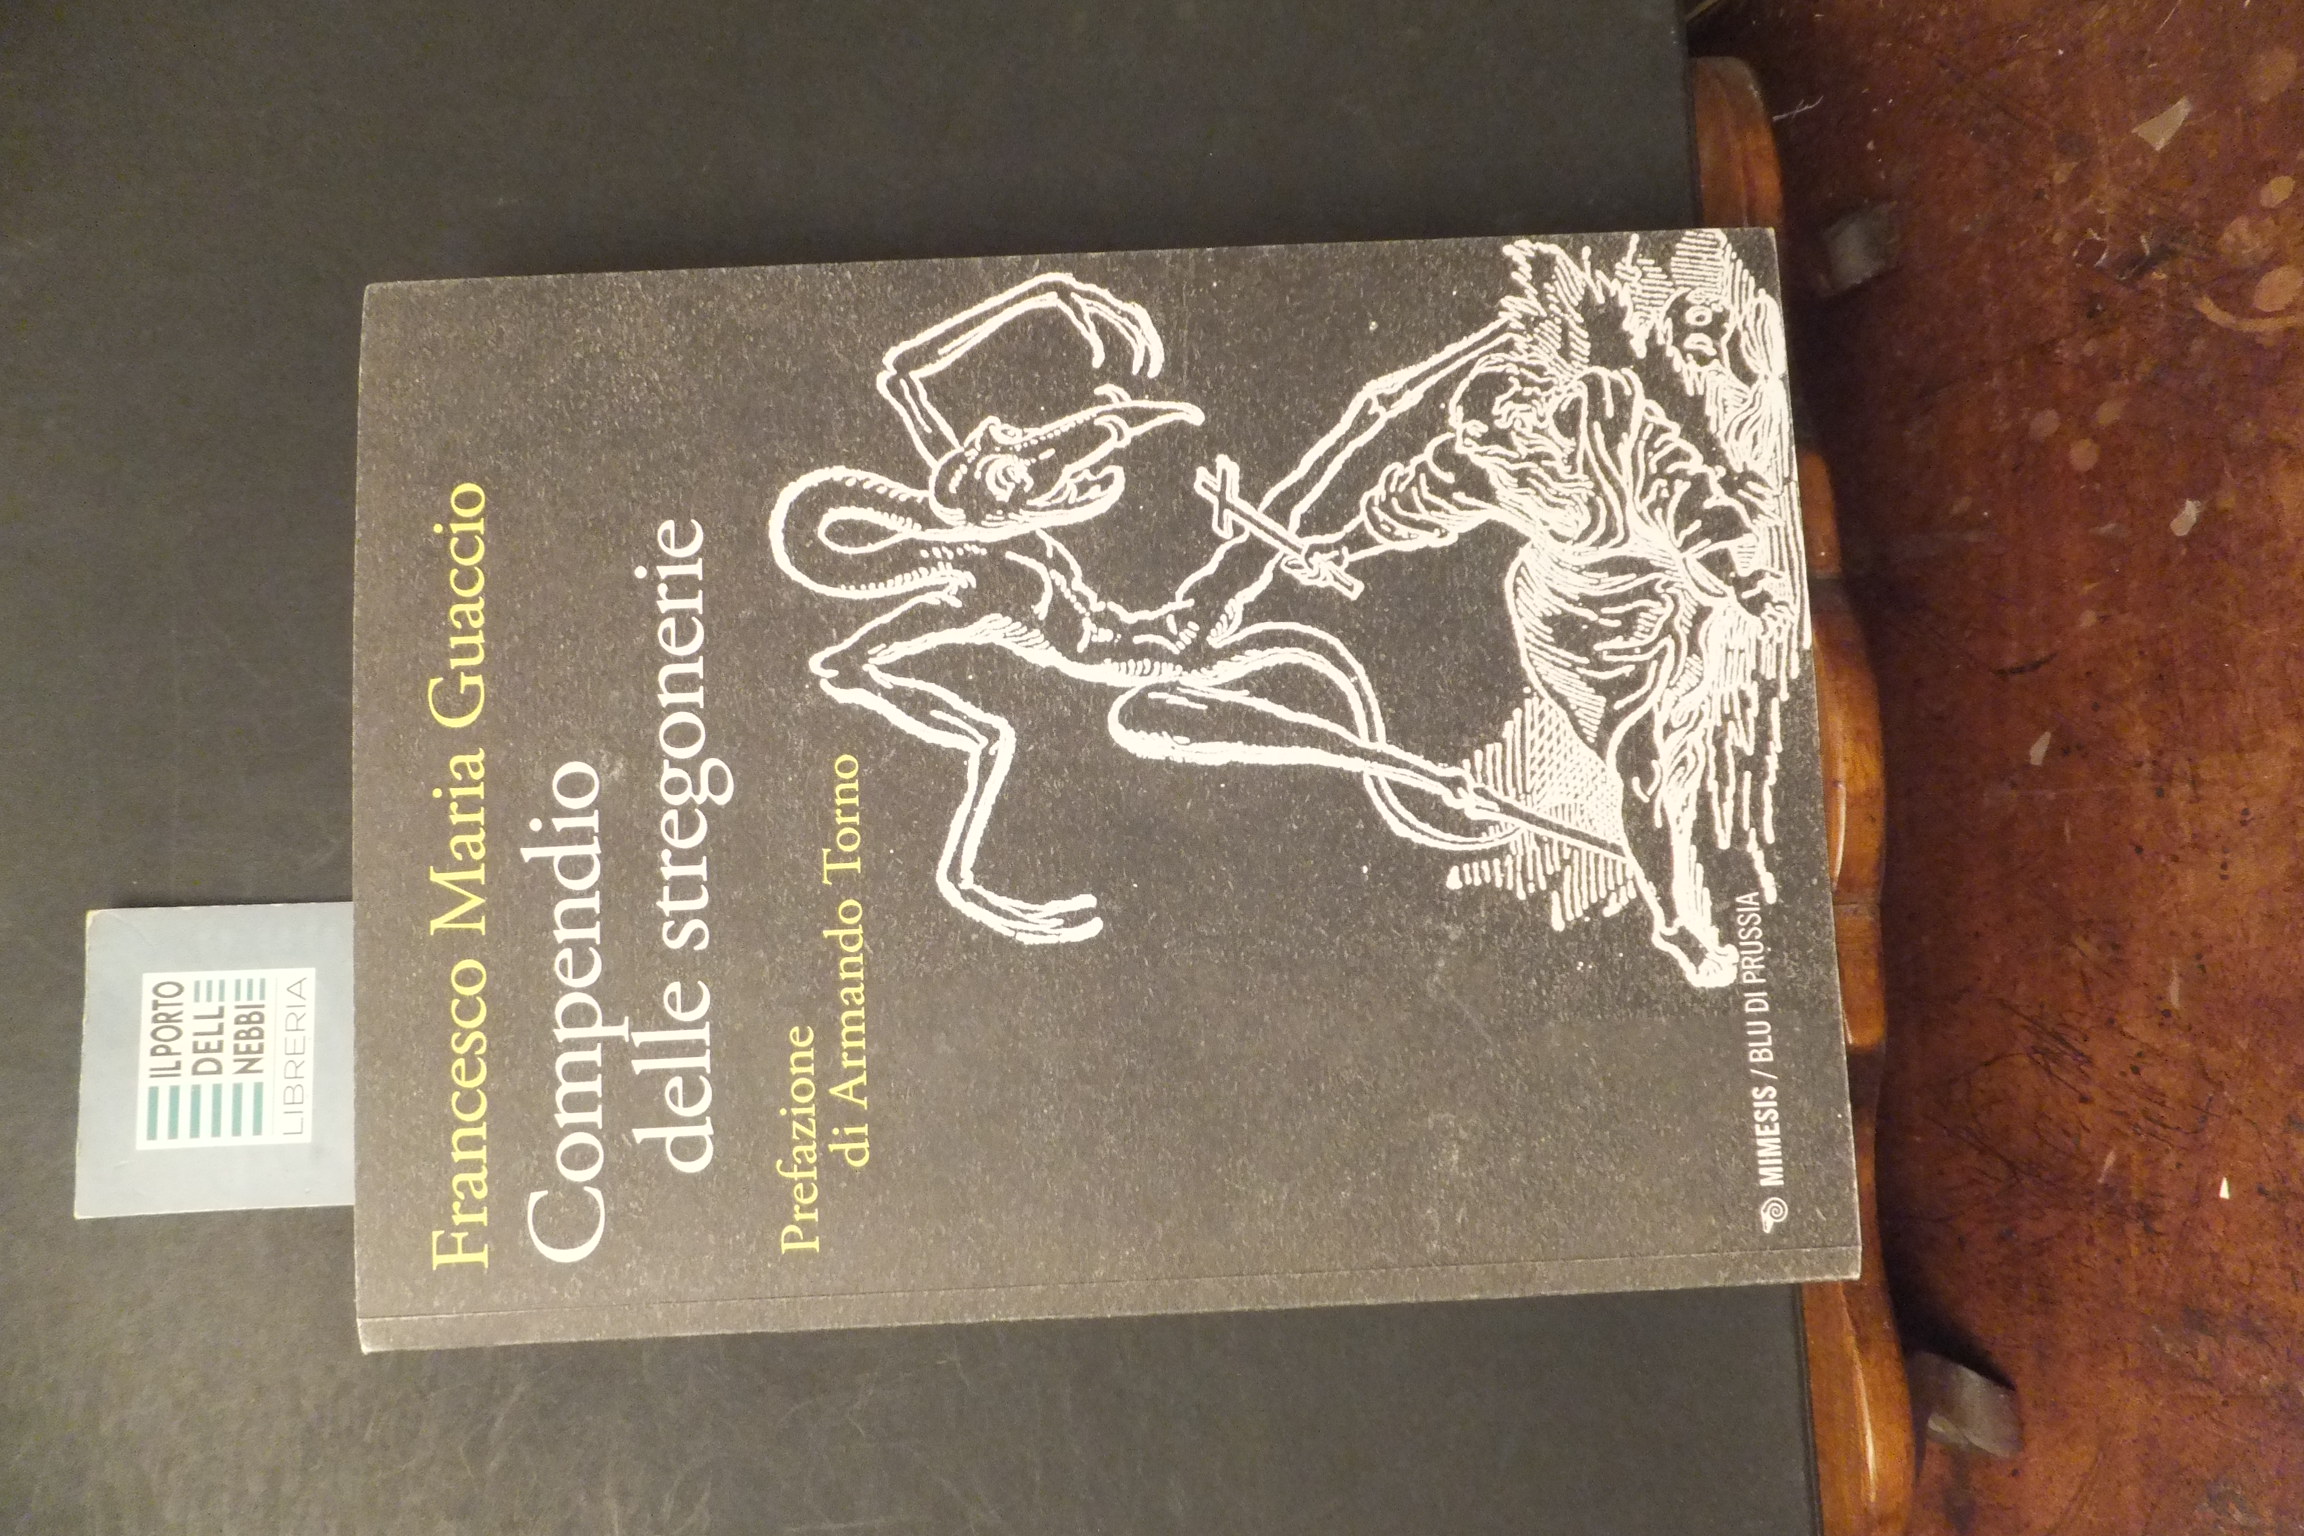 IL PORTO
DELLE
NEBBIE
LIBRERIA
Francesco Maria Guaccio
Compendio
delle stregonerie
Prefazione
di Armando Torno
MIMESIS / BLU DI PRUSSIA